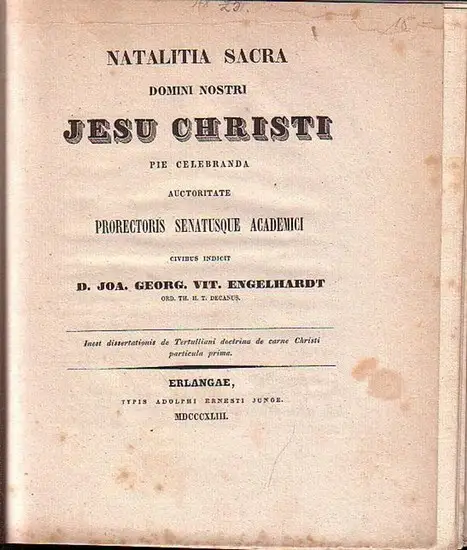 NATALITIA SACRA
DOMINI NOSTRI
JESU CHRISTI
PIE CELEBRANDA
AUCTORITATE
PRORECTORIS SENATUSQUE ACADEMICI
CIVIBUS INDICIT
D. JOA. GEORG. VIT. ENGELHARDT
ORD. TH. H. T. DECANUS.
Inest dissertationis de Tertulliani doctrina de carne Christi
particula prima.
ERLANGAE,
TYPIS ADOLPHI ERNESTI JUNGE.
MDCCCXLIII.